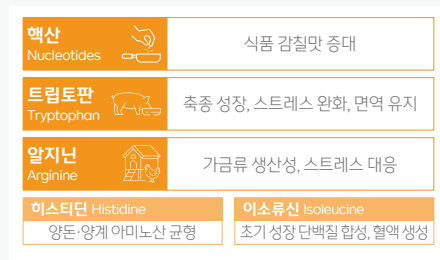 핵산
Nucleotides
식품 감칠맛 증대
트립토판
Tryptophan
축종 성장, 스트레스 완화, 면역 유지
알지닌
Arginine
가금류 생산성, 스트레스 대응
히스티딘 Histidine
양돈·양계 아미노산 균형
이소류신 Isoleucine
초기 성장 단백질 합성, 혈액 생성